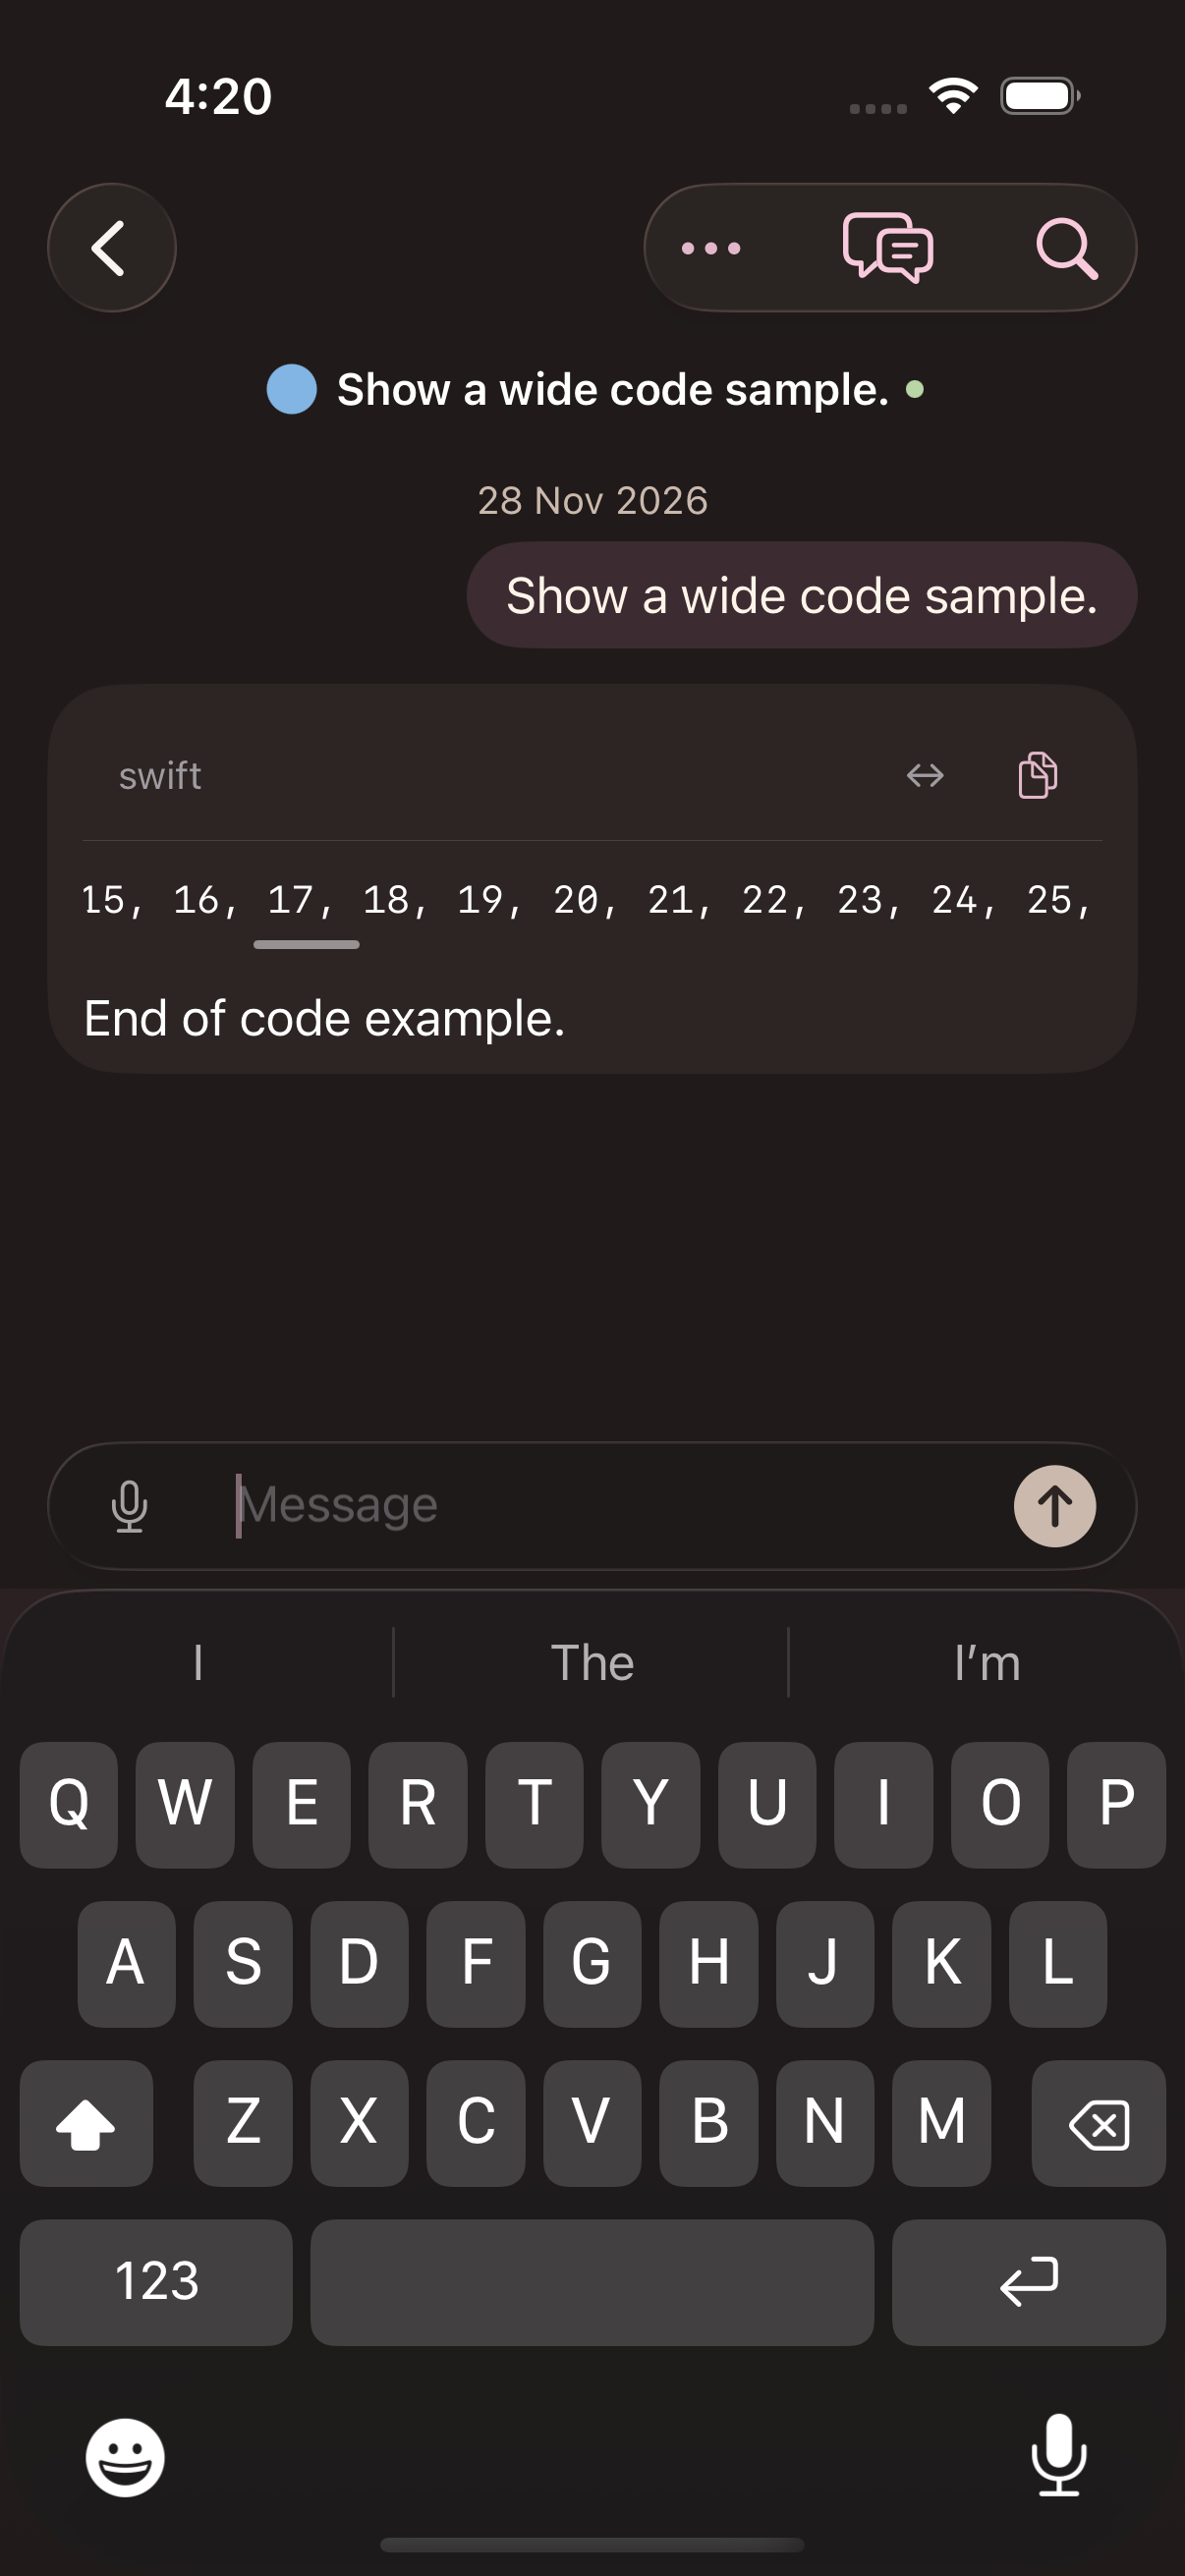 4:20
Show a wide code sample.
28 Nov 2026
Show a wide code sample.
swift
15, 16, 17, 18, 19, 20, 21, 22, 23, 24, 25,
End of code example.
Message
I The I’m
Q W E R T Y U I O P
A S D F G H J K L
Z X C V B N M
123